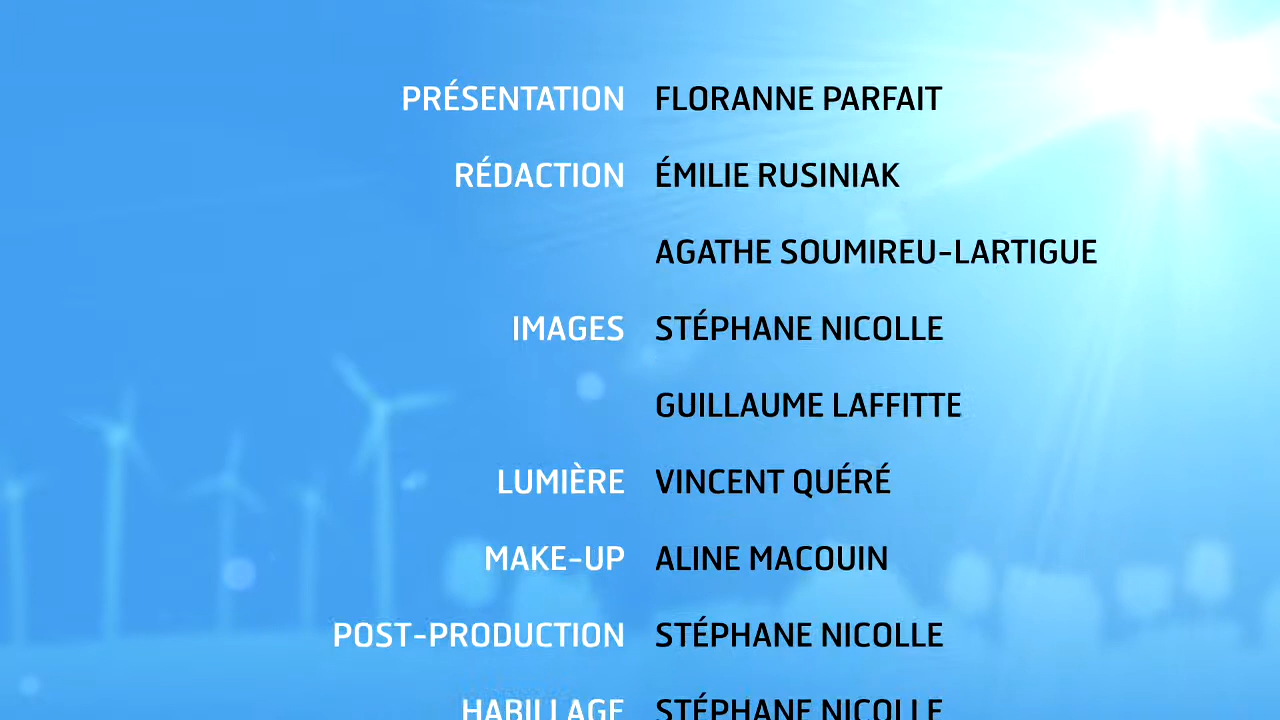 PRÉSENTATION FLORANNE PARFAIT
RÉDACTION ÉMILIE RUSINIAK
AGATHE SOUMIREU-LARTIGUE
IMAGES STÉPHANE NICOLLE
GUILLAUME LAFFITTE
LUMIÈRE VINCENT QUÉRÉ
MAKE-UP ALINE MACOUIN
POST-PRODUCTION STÉPHANE NICOLLE
HABILLAGE STÉPHANE NICOLLE